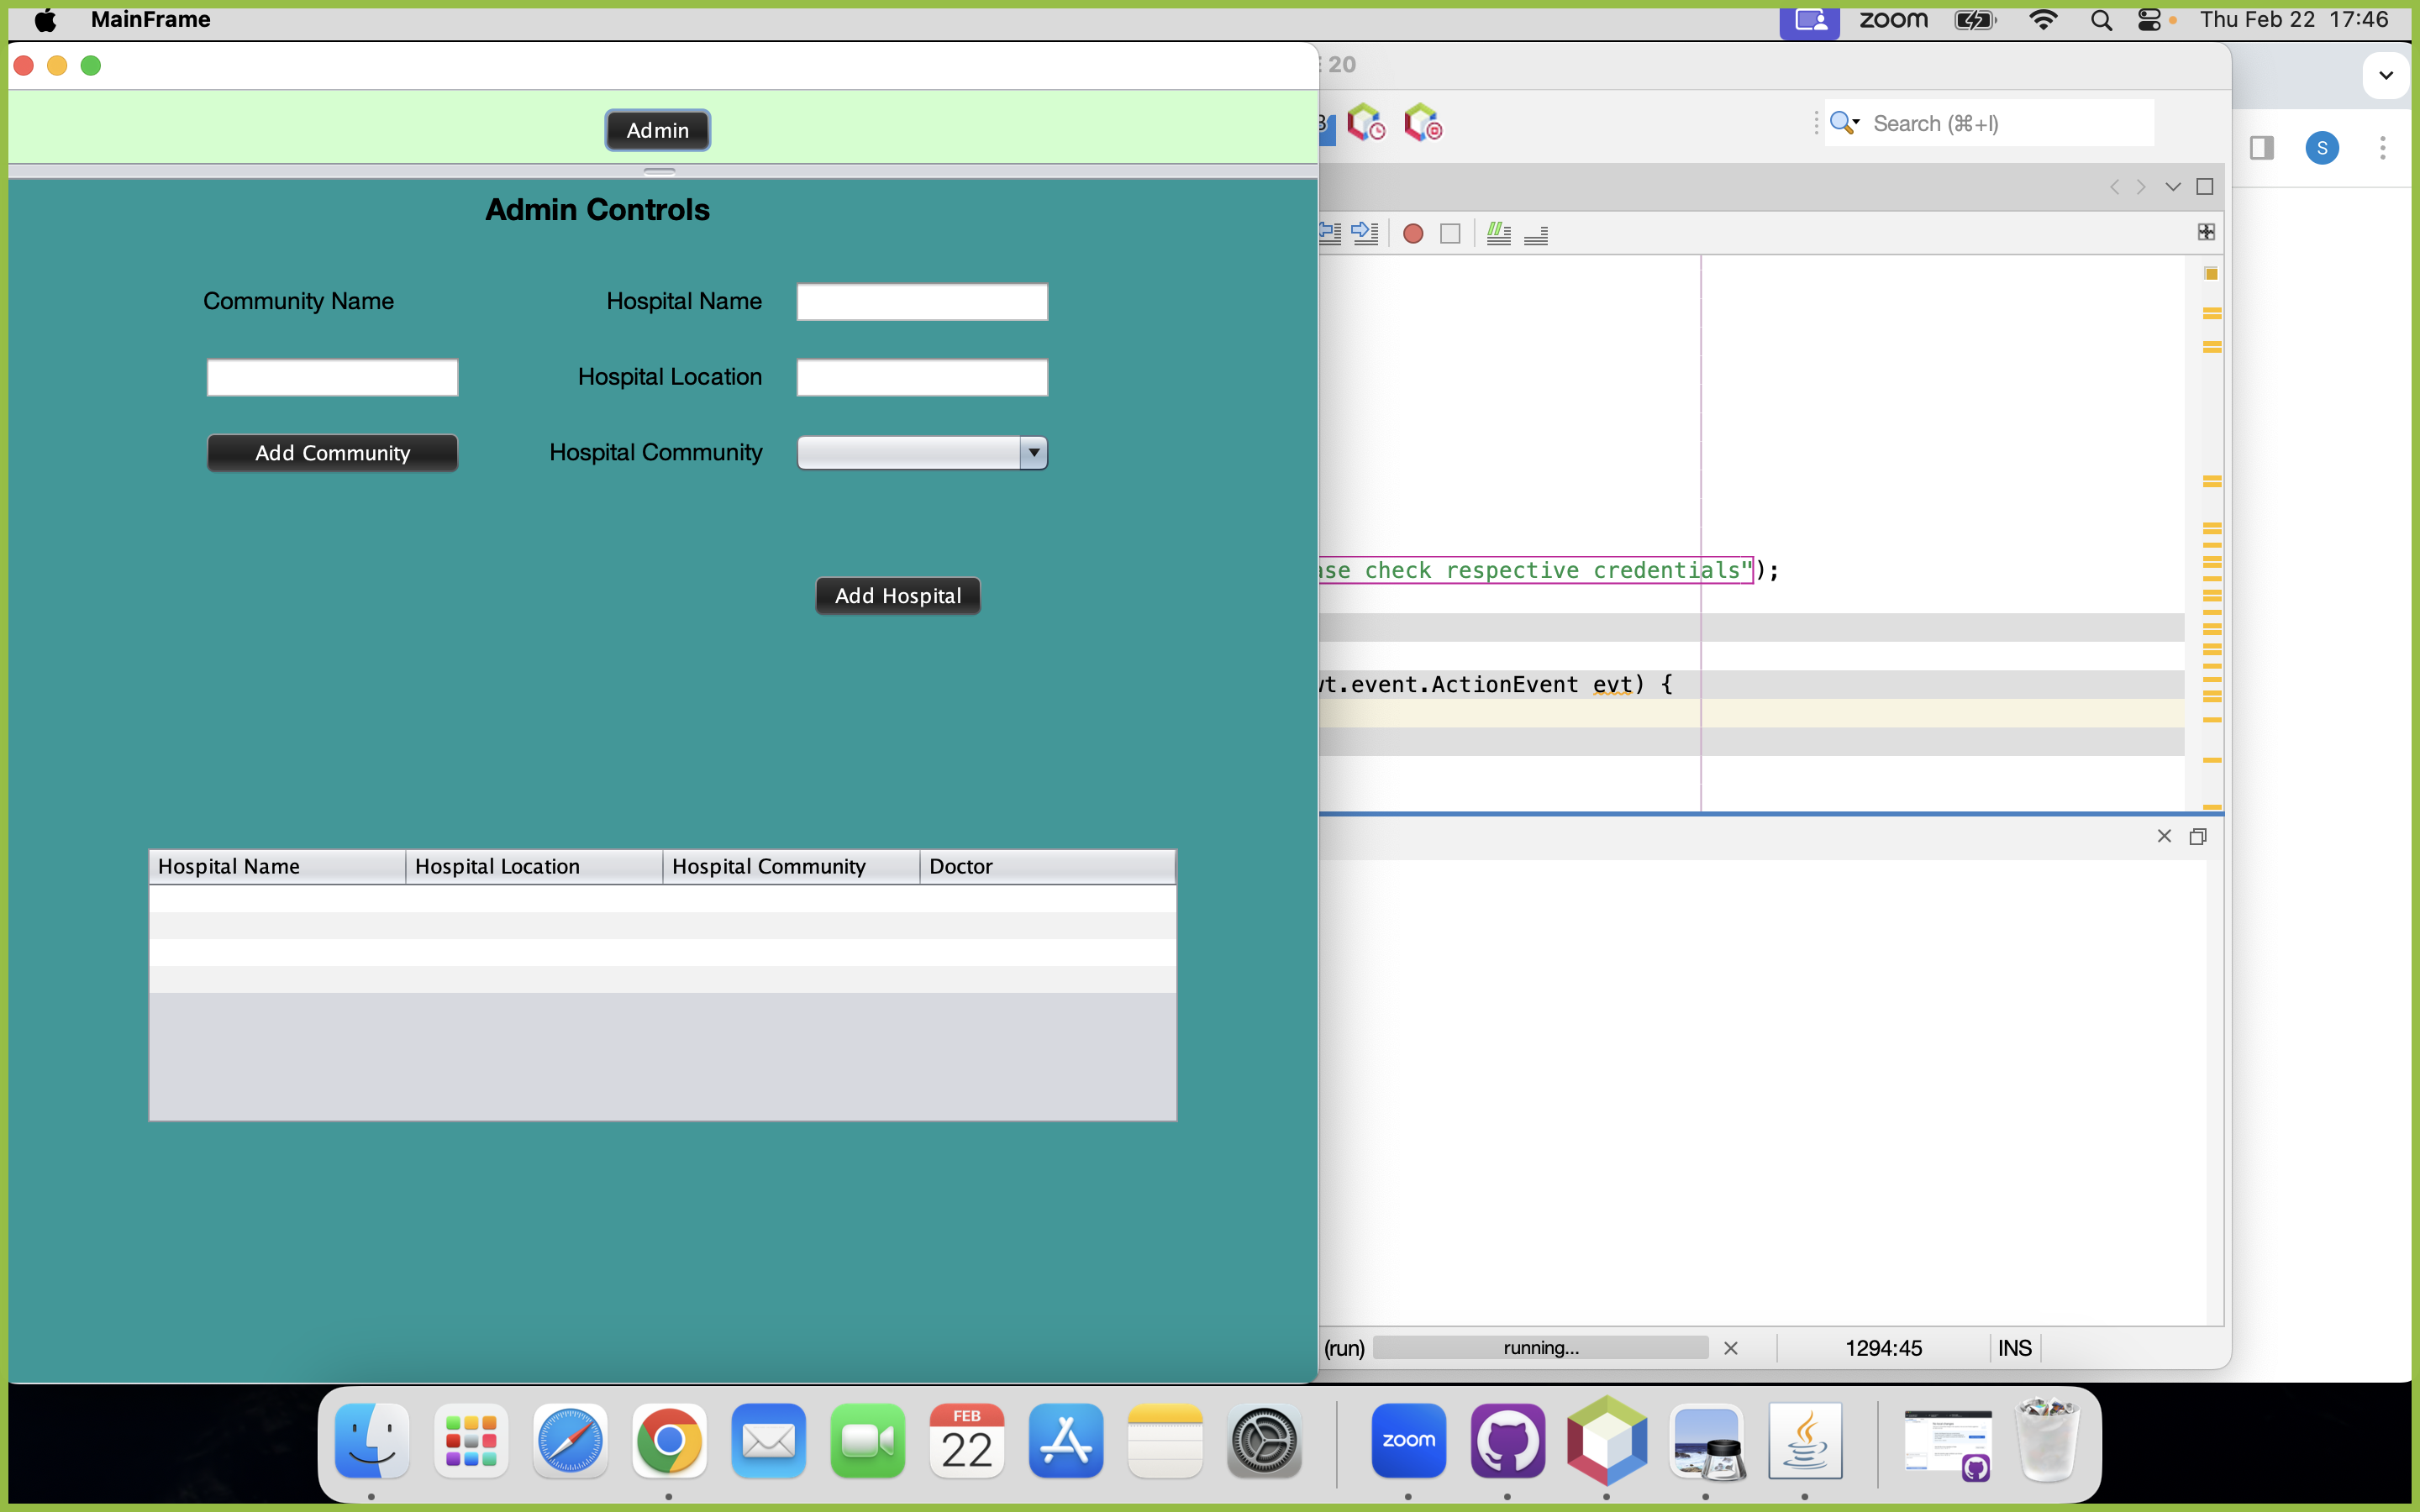 MainFrame
zoom
Thu Feb 22 17:46
20
Admin
Search (⌘+I)
S
Admin Controls
Community Name
Hospital Name
Hospital Location
Add Community
Hospital Community
ase check respective credentials");
Add Hospital
wt.event.ActionEvent evt) {
Hospital Name
Hospital Location
Hospital Community
Doctor
(run)
running...
1294:45
INS
FEB
22
zoom